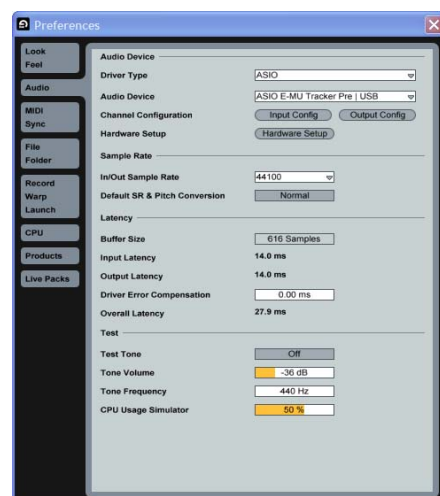 Preferences
Look
Feel
Audio
MIDI
Sync
File
Folder
Record
Warp
Launch
CPU
Products
Live Packs
Audio Device
Driver Type ASIO
Audio Device ASIO E-MU Tracker Pre | USB
Channel Configuration Input Config Output Config
Hardware Setup Hardware Setup
Sample Rate
In/Out Sample Rate 44100
Default SR & Pitch Conversion Normal
Latency
Buffer Size 616 Samples
Input Latency 14.0 ms
Output Latency 14.0 ms
Driver Error Compensation 0.00 ms
Overall Latency 27.9 ms
Test
Test Tone Off
Tone Volume -36 dB
Tone Frequency 440 Hz
CPU Usage Simulator 50 %